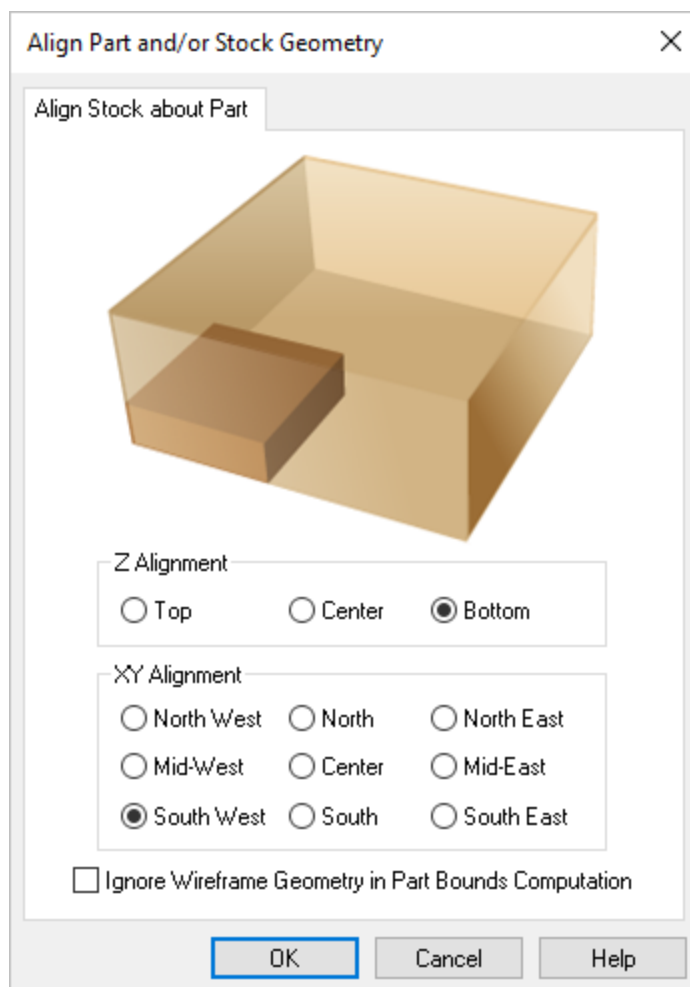 Align Part and/or Stock Geometry
Align Stock about Part
Z Alignment
Top Center Bottom
XY Alignment
North West North North East
Mid-West Center Mid-East
South West South South East
Ignore Wireframe Geometry in Part Bounds Computation
OK Cancel Help